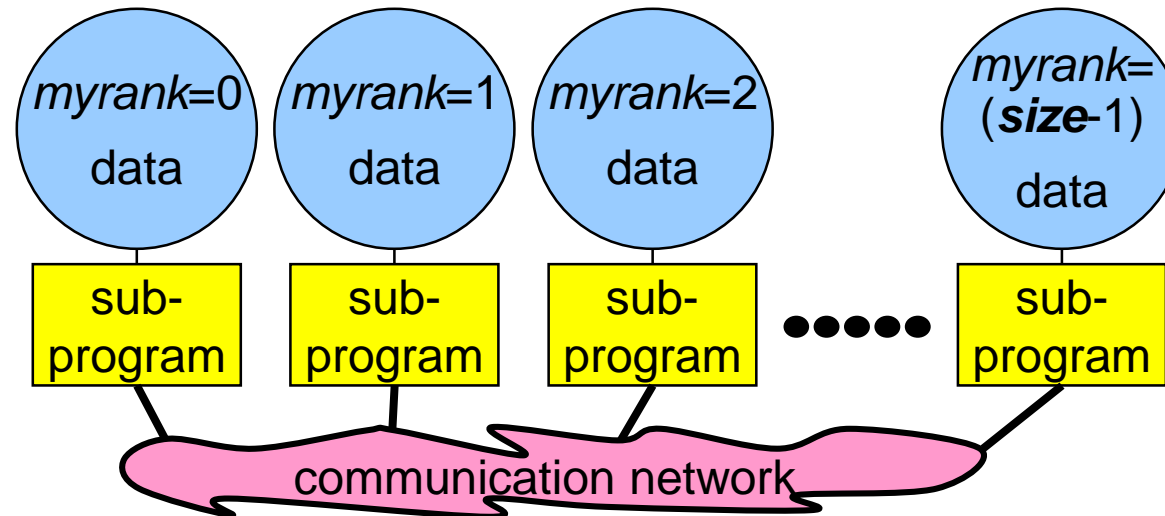 myrank=0
data
myrank=1
data
myrank=2
data
myrank=
(size-1)
data
sub-
program
sub-
program
sub-
program
sub-
program
communication network